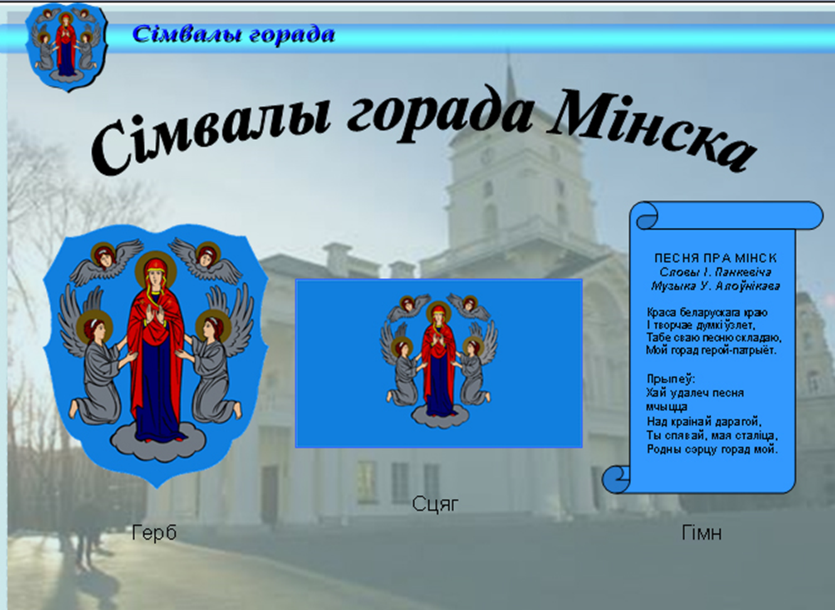 Сімвалы горада
Сімвалы горада Мінска
ПЕСНЯ ПРА МІНСК
Словы І. Панкевіча
Музыка У. Алоўнікава
Краса беларускага краю
І творчае думкі ўзлет,
Табе сваю песню складаю,
Мой горад герой-патрыёт.
Прыпеў:
Хай удалеч песня
мчыцца
Над краінай дарагой,
Ты спявай, мая сталіца,
Родны сэрцу горад мой.
Сцяг
Герб
Гімн